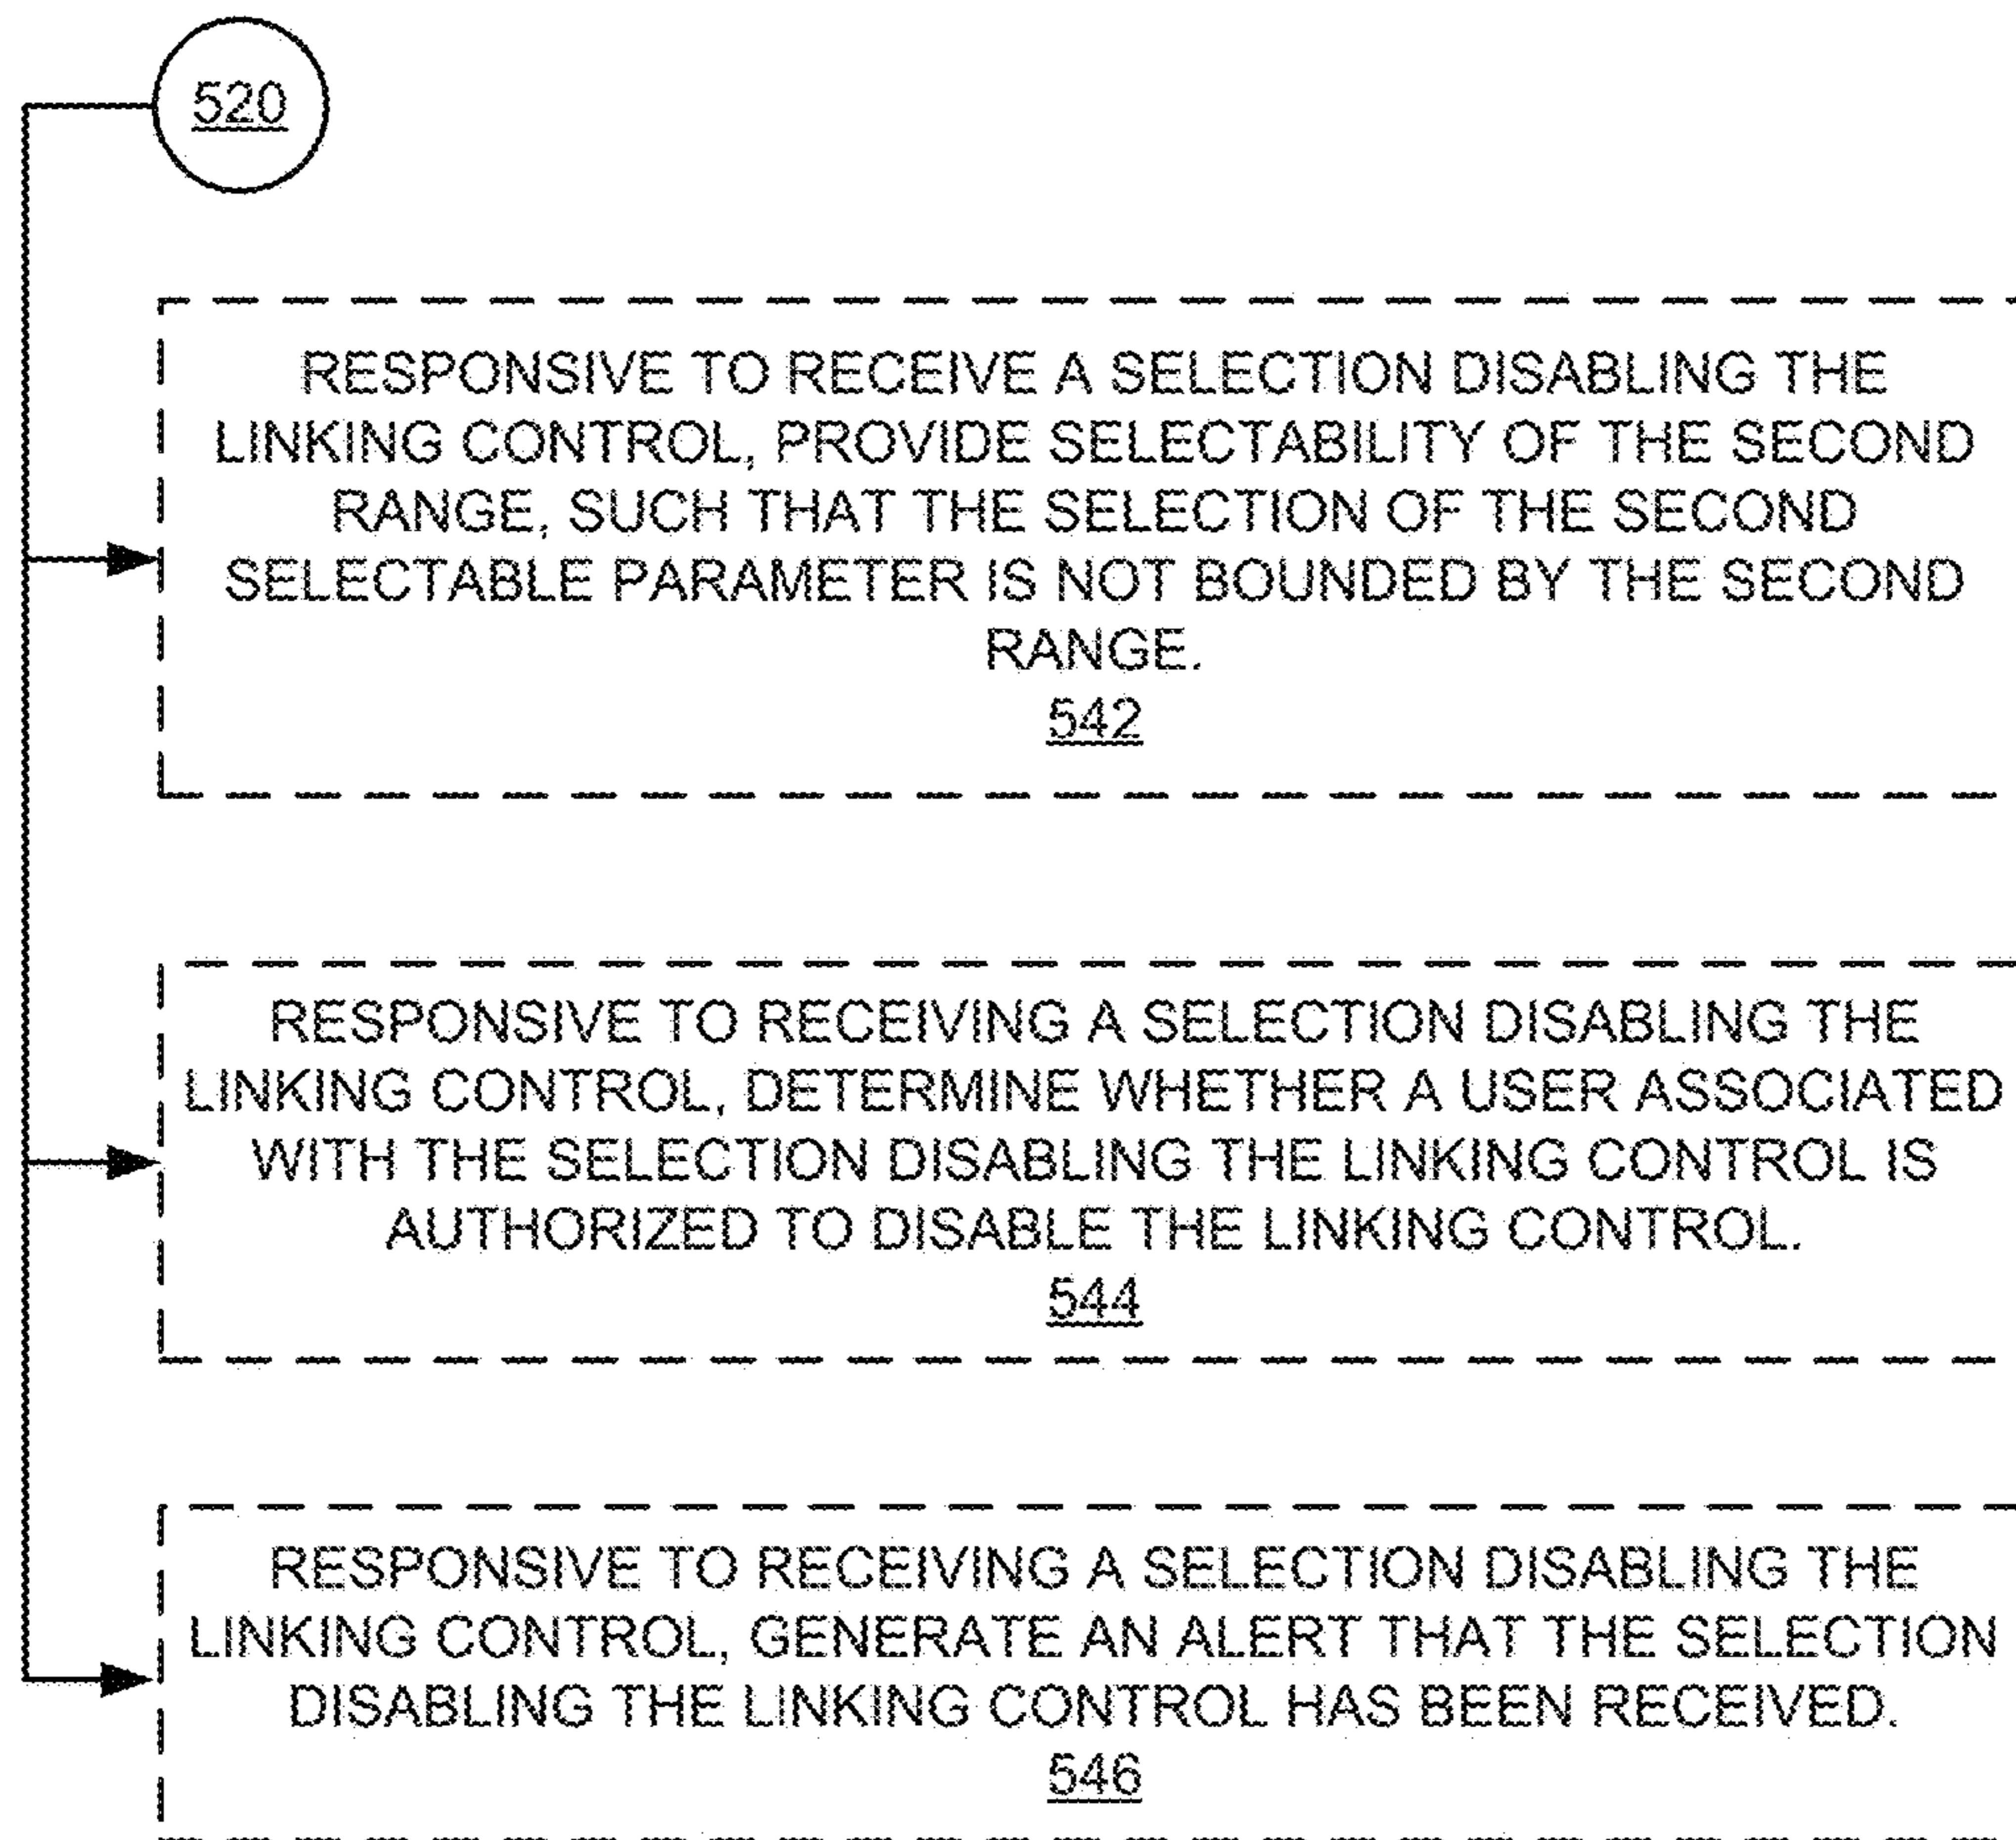 520
RESPONSIVE TO RECEIVE A SELECTION DISABLING THE
LINKING CONTROL, PROVIDE SELECTABILITY OF THE SECOND
RANGE, SUCH THAT THE SELECTION OF THE SECOND
SELECTABLE PARAMETER IS NOT BOUNDED BY THE SECOND
RANGE.
542
RESPONSIVE TO RECEIVING A SELECTION DISABLING THE
LINKING CONTROL, DETERMINE WHETHER A USER ASSOCIATED
WITH THE SELECTION DISABLING THE LINKING CONTROL IS
AUTHORIZED TO DISABLE THE LINKING CONTROL.
544
RESPONSIVE TO RECEIVING A SELECTION DISABLING THE
LINKING CONTROL, GENERATE AN ALERT THAT THE SELECTION
DISABLING THE LINKING CONTROL HAS BEEN RECEIVED.
546